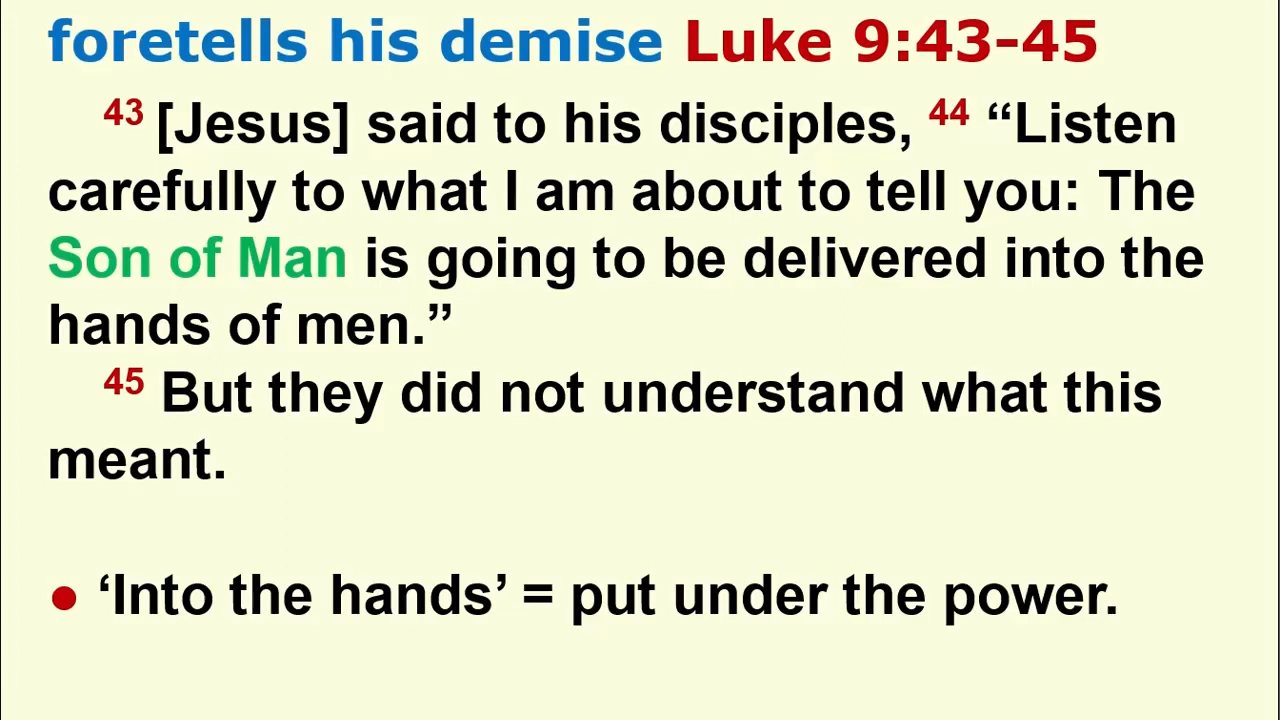 foretells his demise Luke 9:43-45
43 [Jesus] said to his disciples, 44 “Listen
carefully to what I am about to tell you: The
Son of Man is going to be delivered into the
hands of men.”
45 But they did not understand what this
meant.
● ‘Into the hands’ = put under the power.